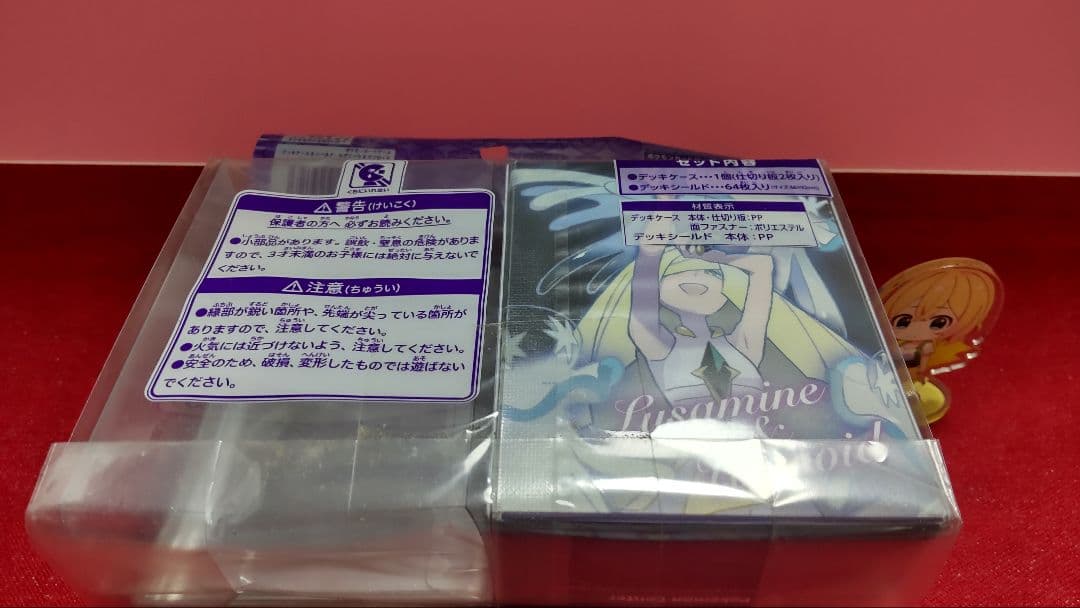 くちにいれない
⚠警告(けいこく)
保護者の方へ 必ずお読みください。
●小部品があります。誤飲・窒息の危険がありま
すので、3才未満のお子様には絶対に与えないで
ください。
⚠注意(ちゅうい)
●縁部が鋭い箇所や、先端が尖っている箇所が
ありますので、注意してください。
●火気には近づけないよう、注意してください。
●安全のため、破損、変形したものでは遊ばない
でください。
セット内容
●デッキケース・・・1個(仕切り板2枚入り)
●デッキシールド・・・64枚入り
材質表示
デッキケース 本体・仕切り板:PP
面ファスナー:ポリエステル
デッキシールド 本体:PP
Lusamine
&